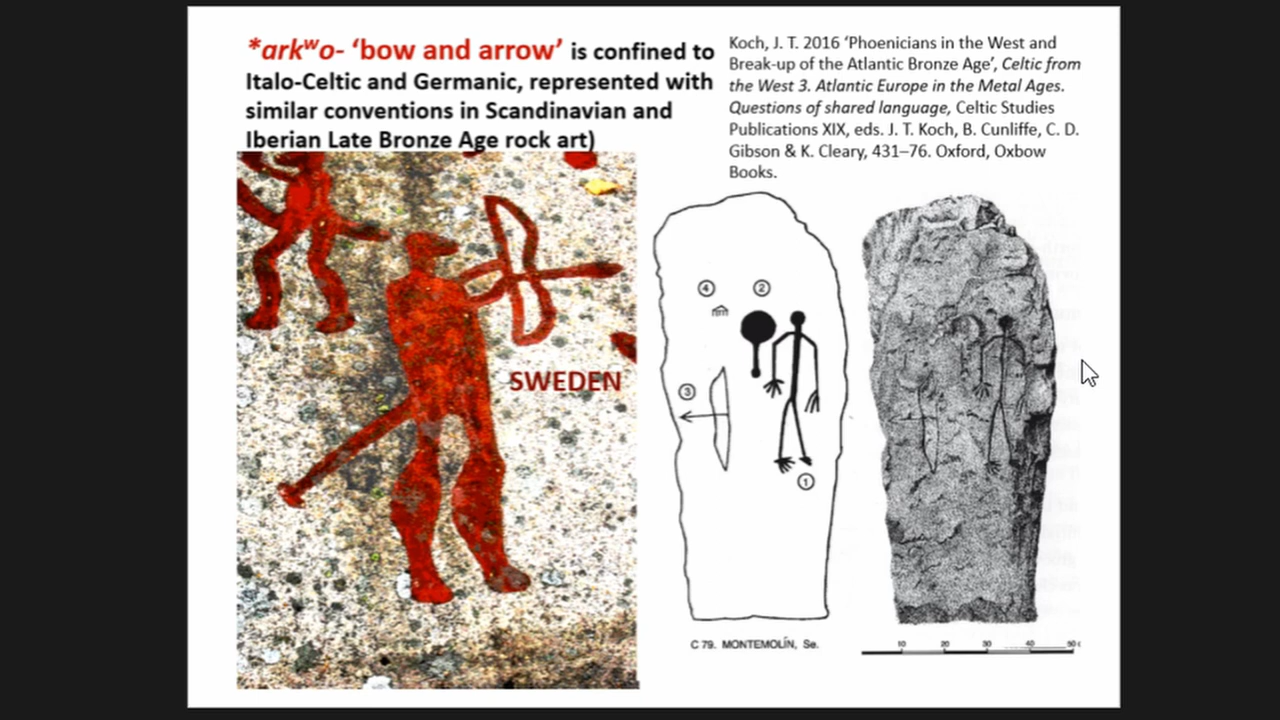 *arkʷo- ‘bow and arrow’ is confined to
Italo-Celtic and Germanic, represented with
similar conventions in Scandinavian and
Iberian Late Bronze Age rock art)
Koch, J. T. 2016 ‘Phoenicians in the West and
Break-up of the Atlantic Bronze Age’, Celtic from
the West 3. Atlantic Europe in the Metal Ages.
Questions of shared language, Celtic Studies
Publications XIX, eds. J. T. Koch, B. Cunliffe, C. D.
Gibson & K. Cleary, 431–76. Oxford, Oxbow
Books.
SWEDEN
④ ②
③
①
C 79. MONTEMOLÍN, Se.
10 20 30 40 50 c